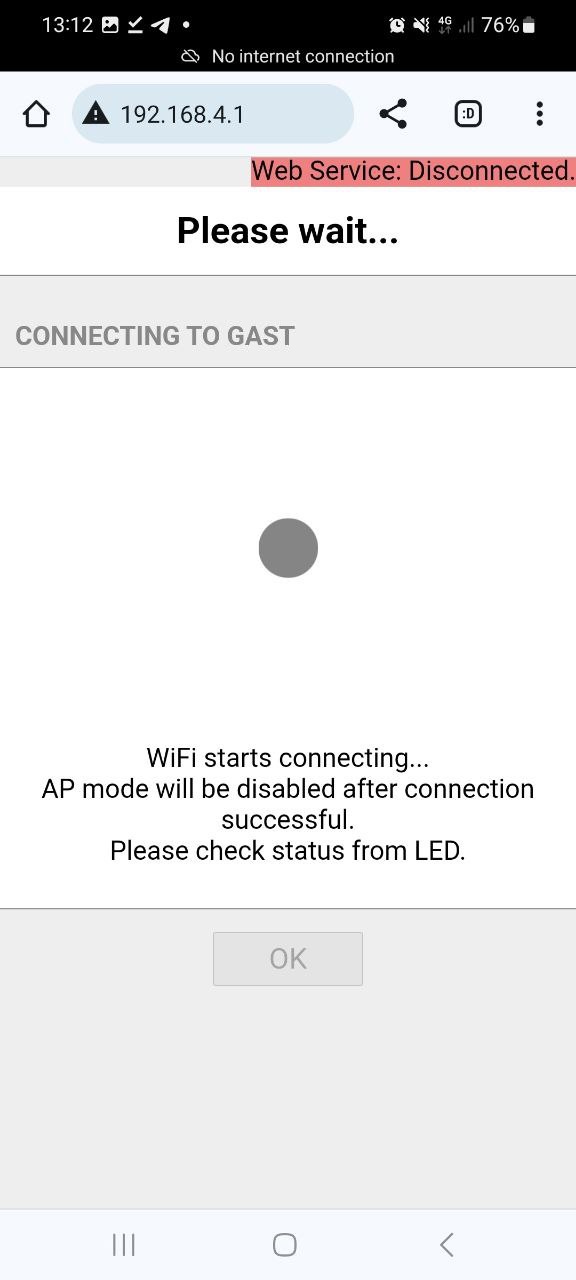 13:12 4G 76%
No internet connection
192.168.4.1 :D
Web Service: Disconnected.
Please wait...
CONNECTING TO GAST
WiFi starts connecting...
AP mode will be disabled after connection
successful.
Please check status from LED.
OK